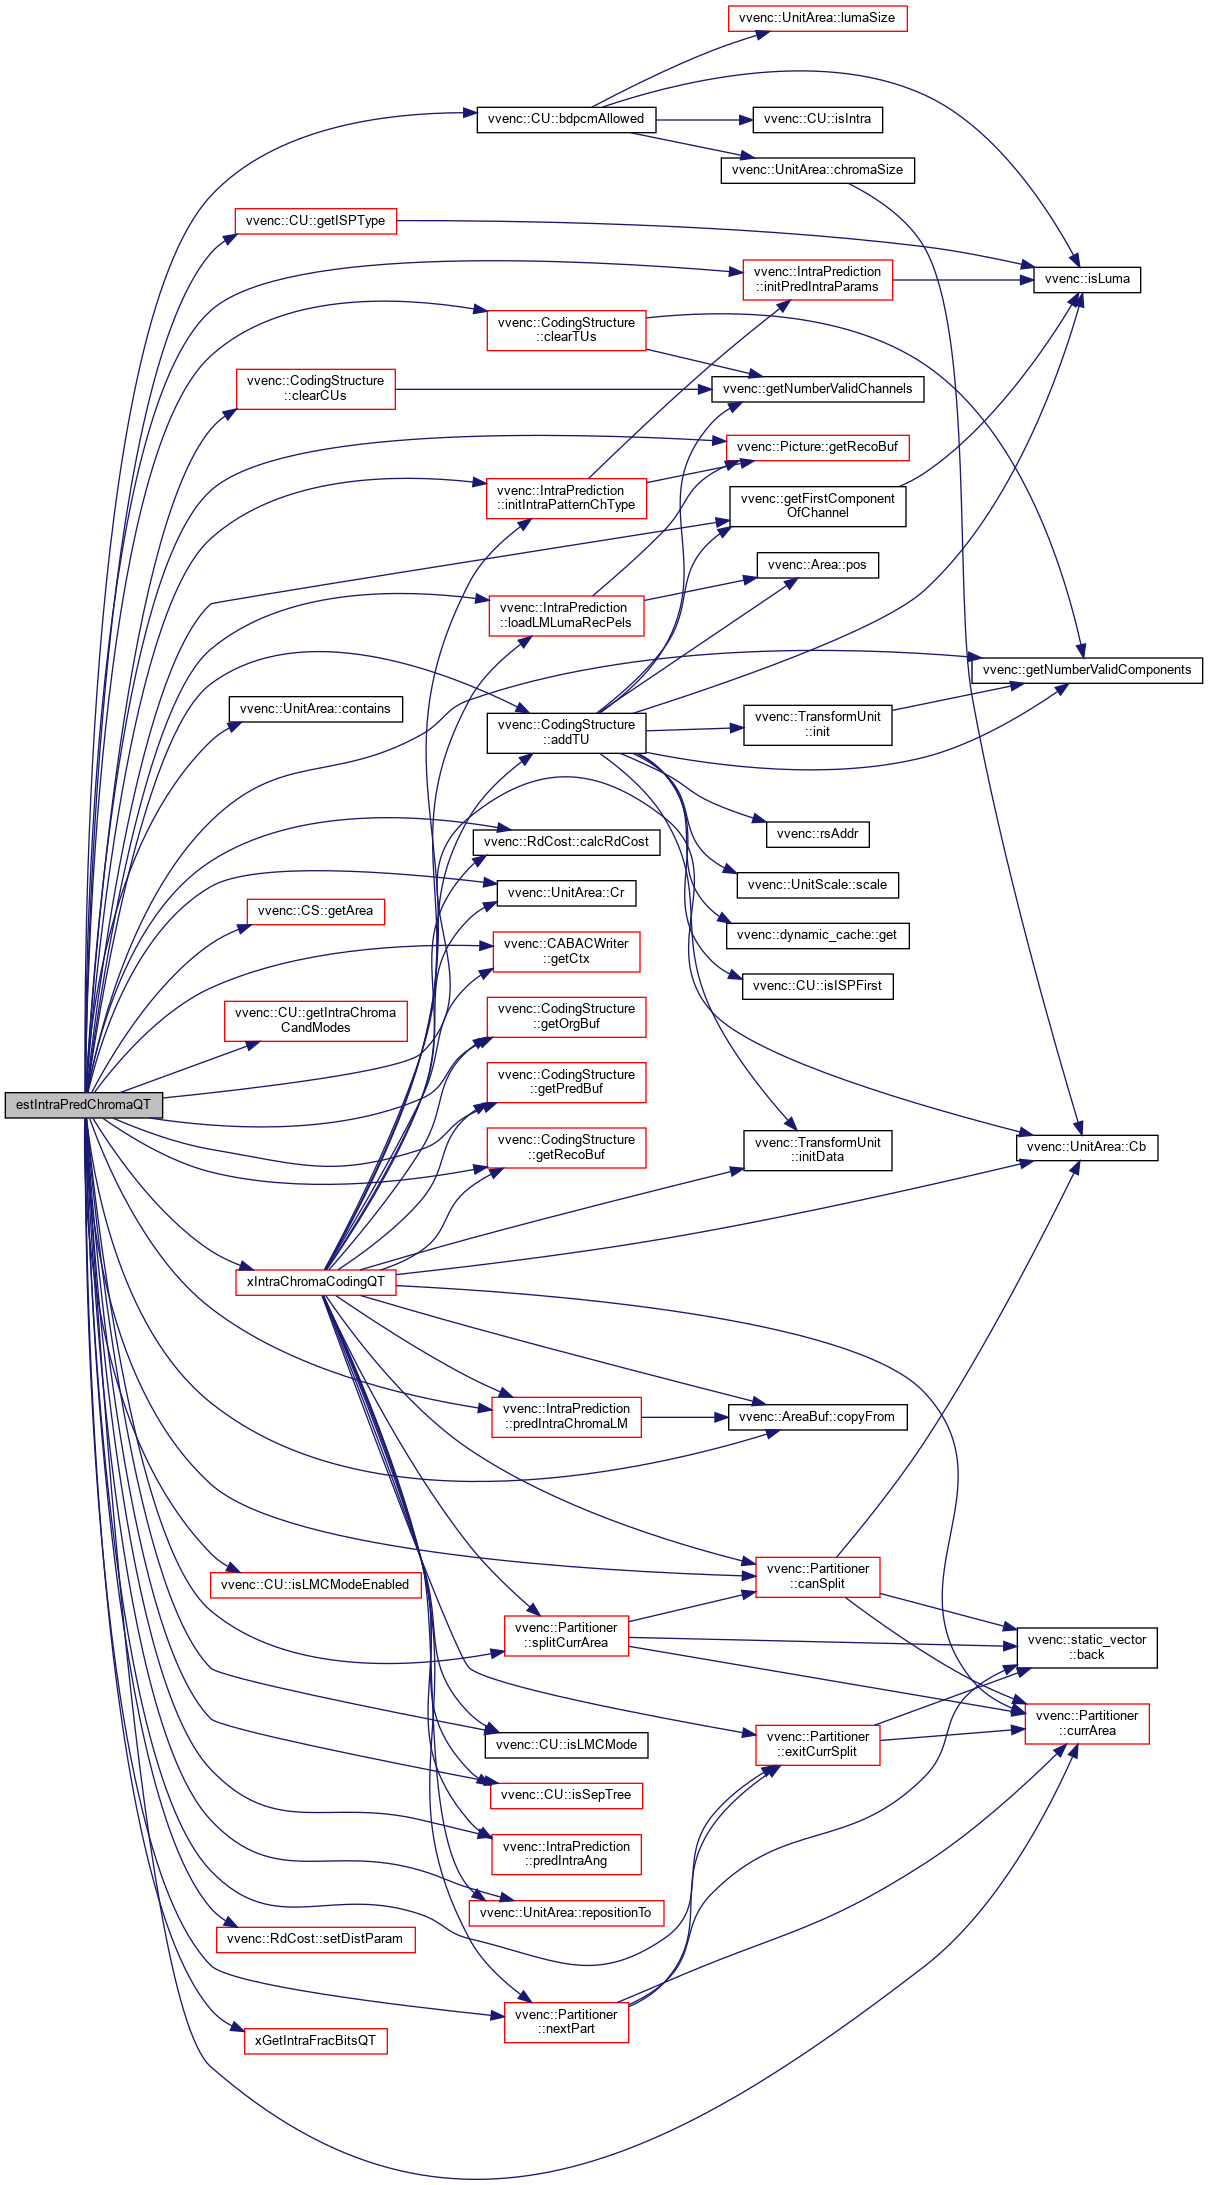 vvenc::UnitArea::lumaSize
vvenc::CU::bdpcmAllowed
vvenc::CU::isIntra
vvenc::UnitArea::chromaSize
vvenc::CU::getISPType
vvenc::IntraPrediction
::initPredIntraParams
vvenc::isLuma
vvenc::CodingStructure
::clearTUs
vvenc::CodingStructure
::clearCUs
vvenc::getNumberValidChannels
vvenc::Picture::getRecoBuf
vvenc::IntraPrediction
::initIntraPatternChType
vvenc::getFirstComponent
OfChannel
vvenc::Area::pos
vvenc::IntraPrediction
::loadLMLumaRecPels
vvenc::getNumberValidComponents
vvenc::UnitArea::contains
vvenc::CodingStructure
::addTU
vvenc::TransformUnit
::init
vvenc::rsAddr
vvenc::RdCost::calcRdCost
vvenc::UnitScale::scale
vvenc::UnitArea::Cr
vvenc::CS::getArea
vvenc::dynamic_cache::get
vvenc::CABACWriter
::getCtx
vvenc::CU::isISPFirst
vvenc::CU::getIntraChroma
CandModes
vvenc::CodingStructure
::getOrgBuf
vvenc::CodingStructure
::getPredBuf
estIntraPredChromaQT
vvenc::CodingStructure
::getRecoBuf
vvenc::TransformUnit
::initData
vvenc::UnitArea::Cb
xIntraChromaCodingQT
vvenc::IntraPrediction
::predIntraChromaLM
vvenc::AreaBuf::copyFrom
vvenc::CU::isLMCModeEnabled
vvenc::Partitioner
::canSplit
vvenc::Partitioner
::splitCurrArea
vvenc::static_vector
::back
vvenc::Partitioner
::currArea
vvenc::CU::isLMCMode
vvenc::Partitioner
::exitCurrSplit
vvenc::CU::isSepTree
vvenc::IntraPrediction
::predIntraAng
vvenc::UnitArea::repositionTo
vvenc::RdCost::setDistParam
vvenc::Partitioner
::nextPart
xGetIntraFracBitsQT